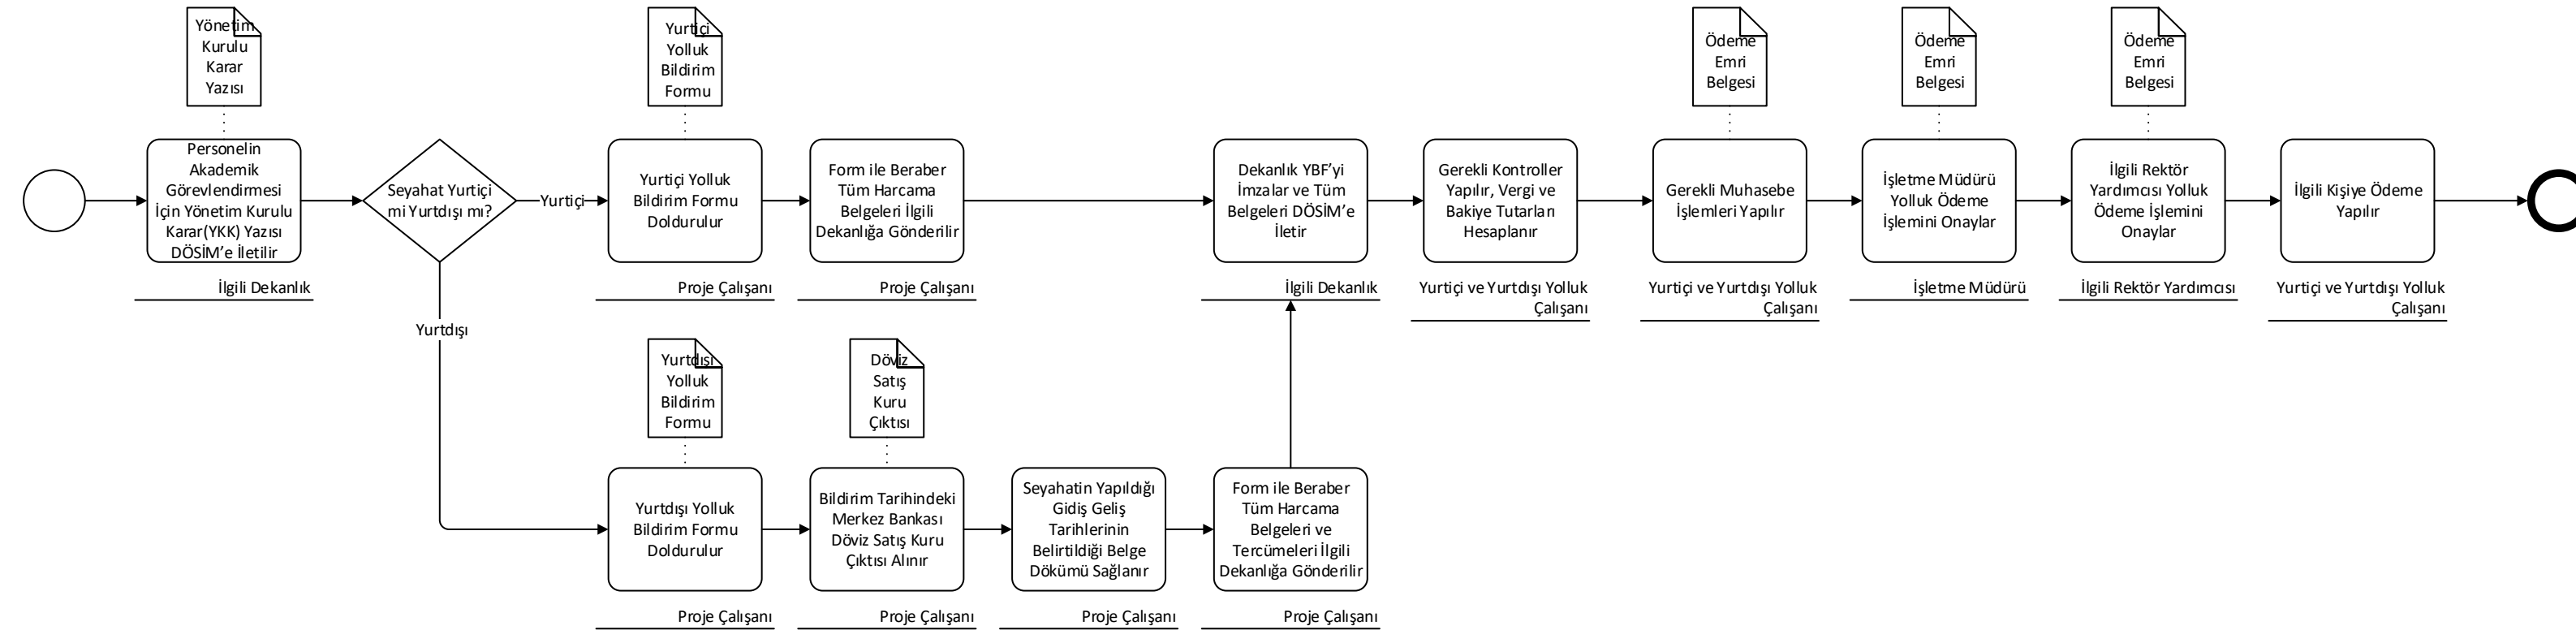 Yönetim
Kurulu
Karar
Yazısı
Yurtiçi
Yolluk
Bildirim
Formu
Ödeme
Emri
Belgesi
Ödeme
Emri
Belgesi
Ödeme
Emri
Belgesi
Personelin
Akademik
Görevlendirmesi
İçin Yönetim Kurulu
Karar(YKK) Yazısı
DÖSİM’e İletilir
İlgili Dekanlık
Seyahat Yurtiçi
mi Yurtdışı mı?
Yurtiçi
Yurtiçi Yolluk
Bildirim Formu
Doldurulur
Proje Çalışanı
Form ile Beraber
Tüm Harcama
Belgeleri İlgili
Dekanlığa Gönderilir
Proje Çalışanı
Dekanlık YBF’yi
İmzalar ve Tüm
Belgeleri DÖSİM’e
İletir
İlgili Dekanlık
Gerekli Kontroller
Yapılır, Vergi ve
Bakiye Tutarları
Hesaplanır
Yurtiçi ve Yurtdışı Yolluk
Çalışanı
Gerekli Muhasebe
İşlemleri Yapılır
Yurtiçi ve Yurtdışı Yolluk
Çalışanı
İşletme Müdürü
Yolluk Ödeme
İşlemini Onaylar
İşletme Müdürü
İlgili Rektör
Yardımcısı Yolluk
Ödeme İşlemini
Onaylar
İlgili Rektör Yardımcısı
İlgili Kişiye Ödeme
Yapılır
Yurtiçi ve Yurtdışı Yolluk
Çalışanı
Yurtdışı
Yurtdışı
Yolluk
Bildirim
Formu
Döviz
Satış
Kuru
Çıktısı
Yurtdışı Yolluk
Bildirim Formu
Doldurulur
Proje Çalışanı
Bildirim Tarihindeki
Merkez Bankası
Döviz Satış Kuru
Çıktısı Alınır
Proje Çalışanı
Seyahatin Yapıldığı
Gidiş Geliş
Tarihlerinin
Belirtildiği Belge
Dökümü Sağlanır
Proje Çalışanı
Form ile Beraber
Tüm Harcama
Belgeleri ve
Tercümeleri İlgili
Dekanlığa Gönderilir
Proje Çalışanı